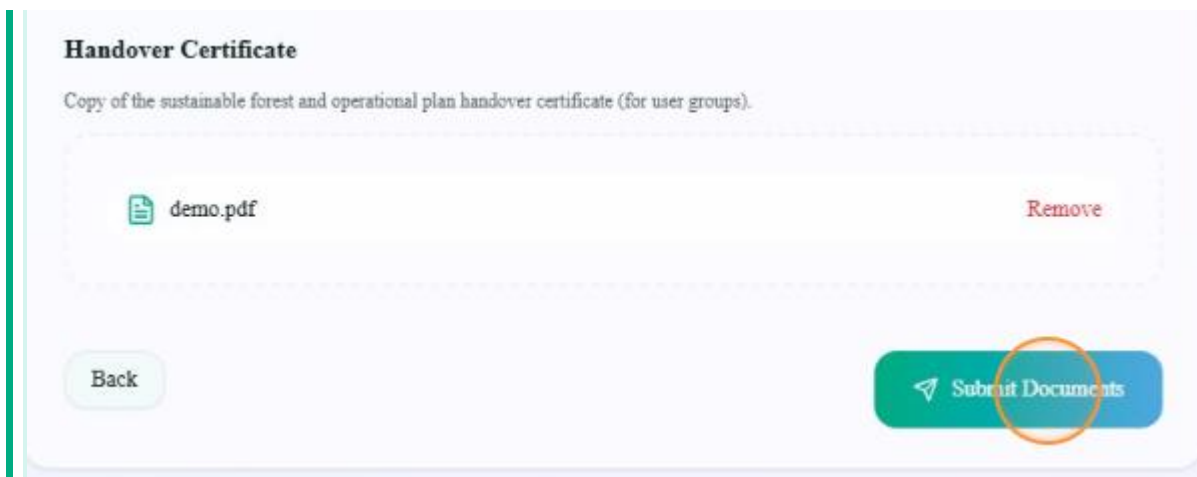 Handover Certificate
Copy of the sustainable forest and operational plan handover certificate (for user groups).
demo.pdf
Remove
Back
Submit Documents